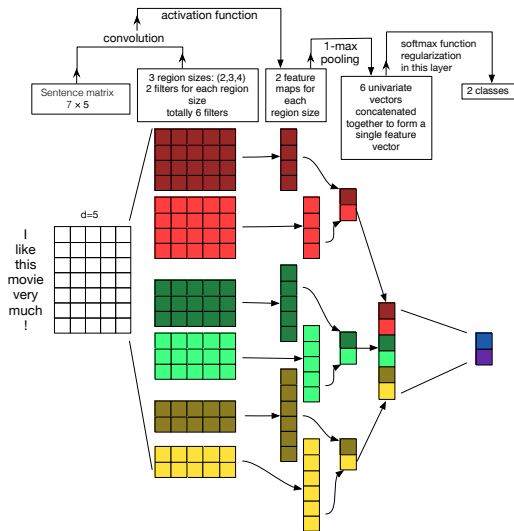 activation function
convolution
1-max
pooling
softmax function
regularization
in this layer
Sentence matrix
7 × 5
3 region sizes: (2,3,4)
2 filters for each region
size
totally 6 filters
2 feature
maps for
each
region size
6 univariate
vectors
concatenated
together to form a
single feature
vector
2 classes
d=5
I
like
this
movie
very
much
!